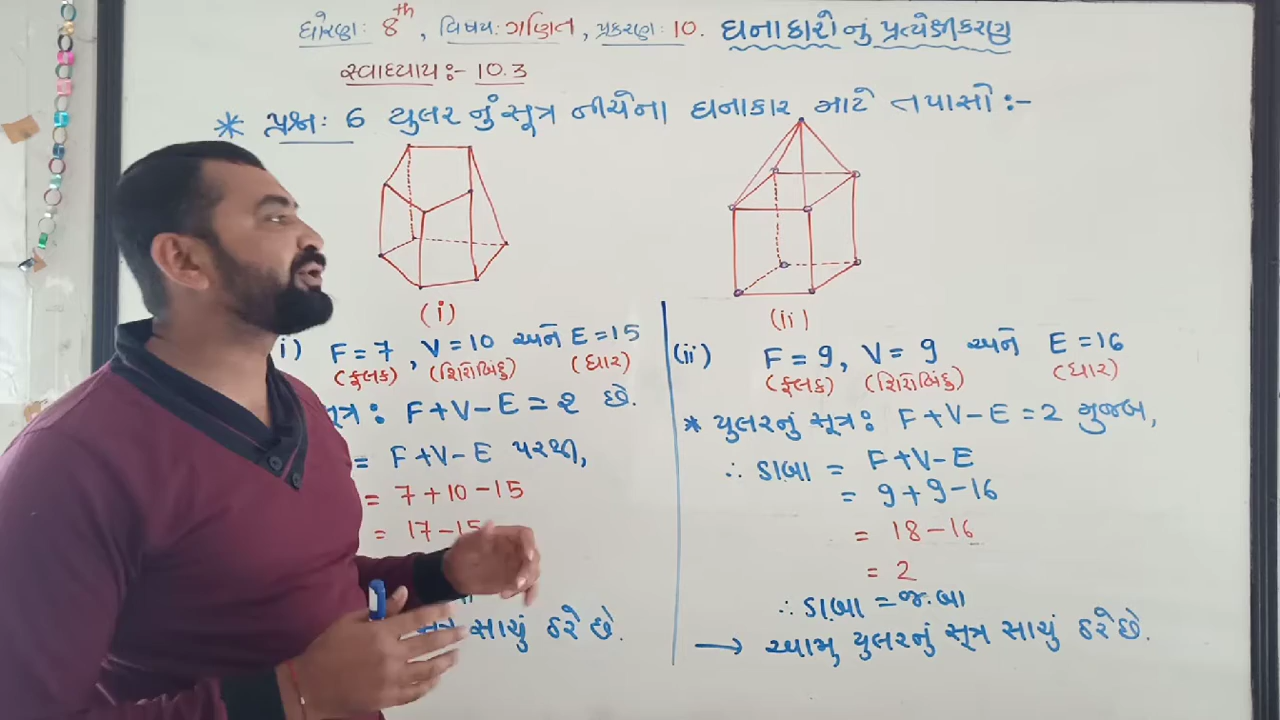 ધોરણ: 8th, વિષય: ગણિત, પ્રકરણ: 10. ઘનાકારોનું પ્રત્યક્ષીકરણ
સ્વાધ્યાય:- 10.3
* પ્રશ્ન: 6 યુલરનું સૂત્ર નીચેના ઘનાકાર માટે તપાસો:-
(i)
i) F=7, V=10 અને E=15
(ફલક) (શિરોબિંદુ) (ધાર)
સૂત્ર: F+V-E=2 છે.
= F+V-E પરથી,
= 7+10-15
= 17-15
સૂત્ર સાચું ઠરે છે.
(ii)
(ii) F=9, V=9 અને E=16
(ફલક) (શિરોબિંદુ) (ધાર)
* યુલરનું સૂત્ર: F+V-E=2 મુજબ,
∴ ડા.બા = F+V-E
= 9+9-16
= 18-16
= 2
∴ ડા.બા = જ.બા
→ આમ, યુલરનું સૂત્ર સાચું ઠરે છે.